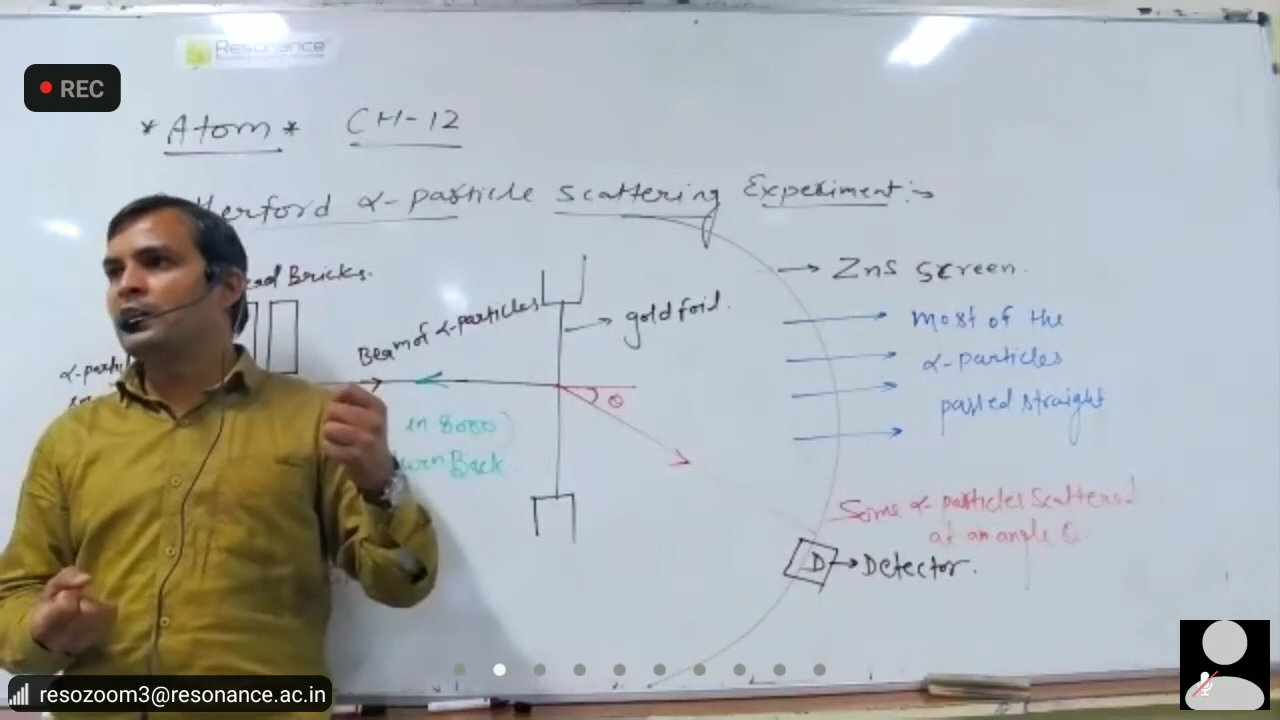 REC
Resonance
* Atom * CH-12
herford α-particle scattering Experiment:-
ead Bricks.
Beam of α-particles
gold foil.
ZnS screen.
most of the
α-particles
passed straight
α-parti
θ
in 8000
urn Back
Some α-particles scattered
at an angle θ
D
Detector.
resozoom3@resonance.ac.in